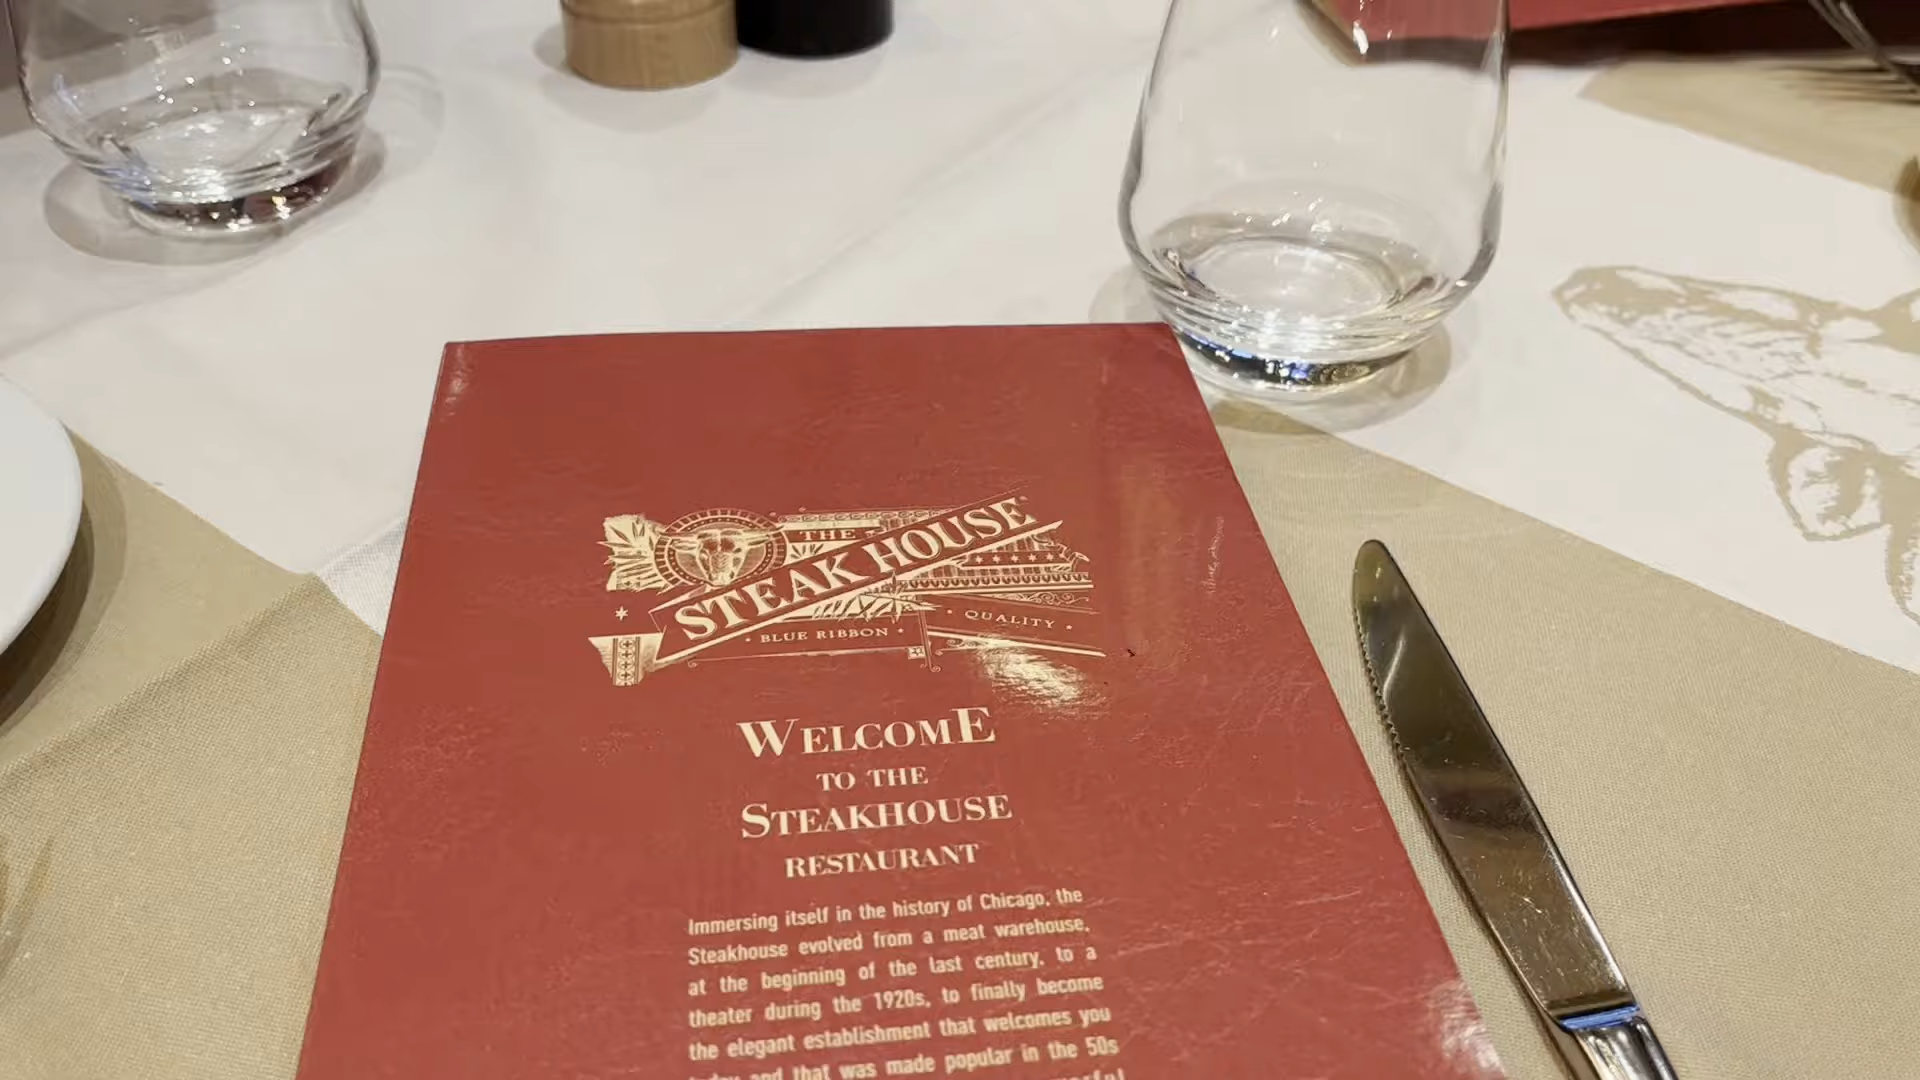 THE
STEAK HOUSE
BLUE RIBBON • QUALITY •
WELCOME
TO THE
STEAKHOUSE
RESTAURANT
Immersing itself in the history of Chicago, the
Steakhouse evolved from a meat warehouse,
at the beginning of the last century, to a
theater during the 1920s, to finally become
the elegant establishment that welcomes you
today and that was made popular in the 50s